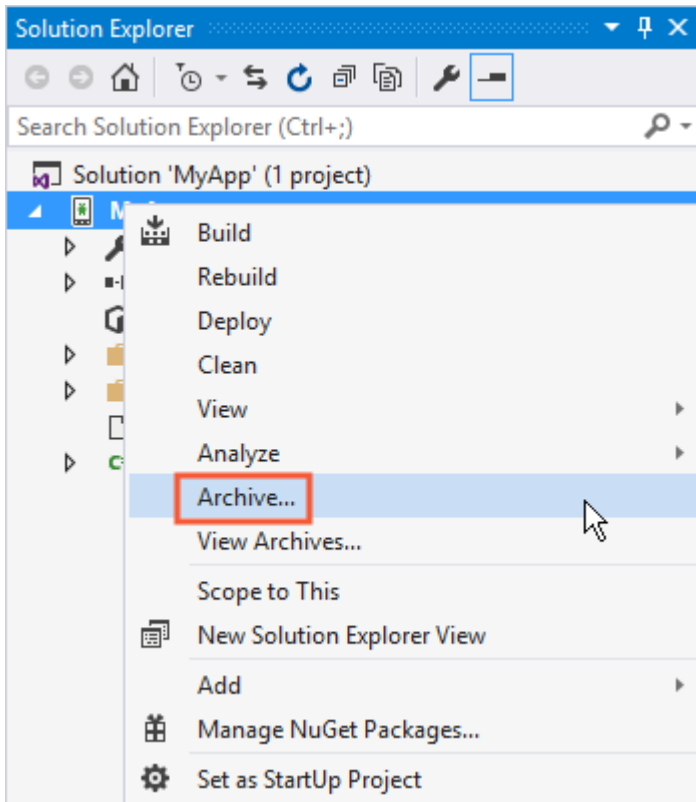 Solution Explorer
Search Solution Explorer (Ctrl+;)
Solution 'MyApp' (1 project)
Build
Rebuild
Deploy
Clean
View
Analyze
Archive...
View Archives...
Scope to This
New Solution Explorer View
Add
Manage NuGet Packages...
Set as StartUp Project